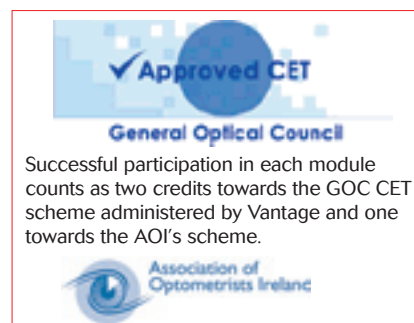 ✓Approved CET
General Optical Council
Successful participation in each module
counts as two credits towards the GOC CET
scheme administered by Vantage and one
towards the AOI's scheme.
Association of
Optometrists Ireland